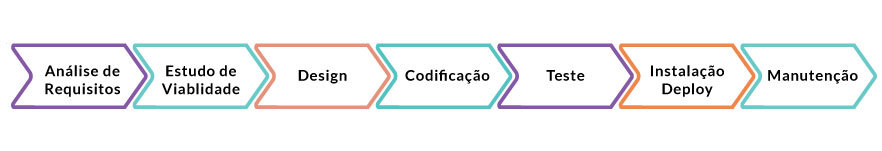 Análise de
Requisitos
Estudo de
Viablidade
Design
Codificação
Teste
Instalação
Deploy
Manutenção